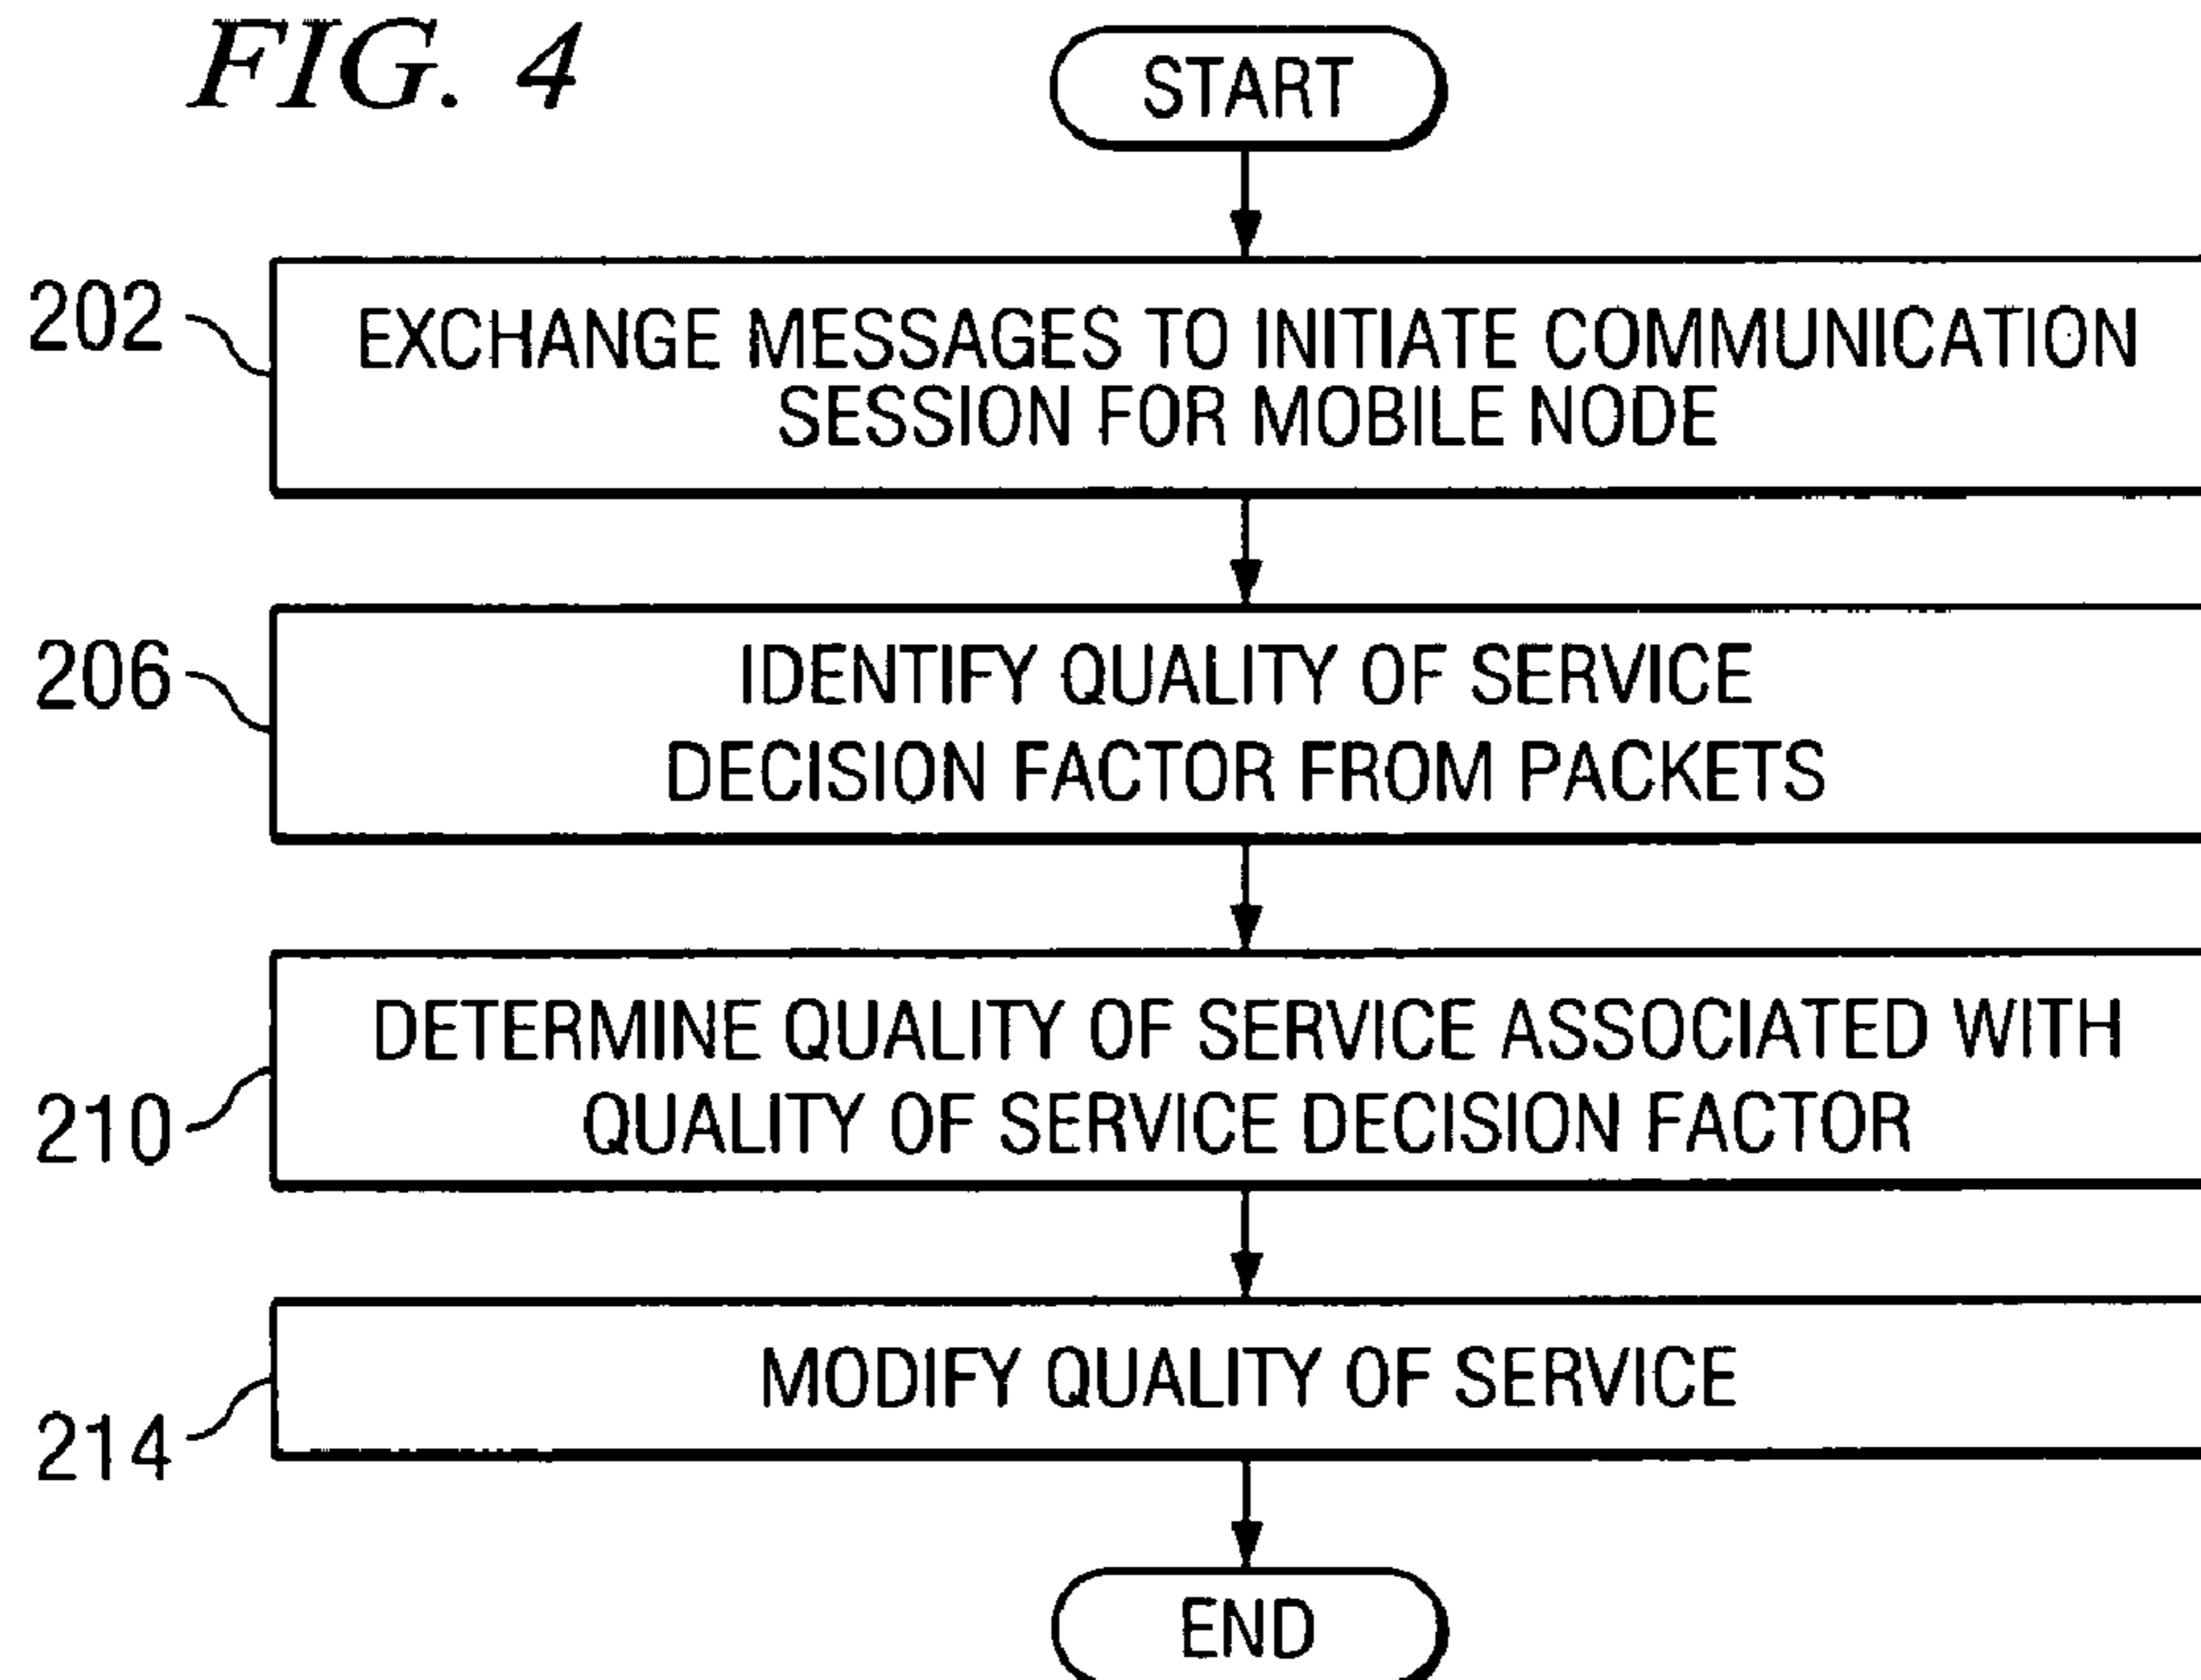 FIG. 4
START
202
EXCHANGE MESSAGES TO INITIATE COMMUNICATION
SESSION FOR MOBILE NODE
206
IDENTIFY QUALITY OF SERVICE
DECISION FACTOR FROM PACKETS
210
DETERMINE QUALITY OF SERVICE ASSOCIATED WITH
QUALITY OF SERVICE DECISION FACTOR
214
MODIFY QUALITY OF SERVICE
END